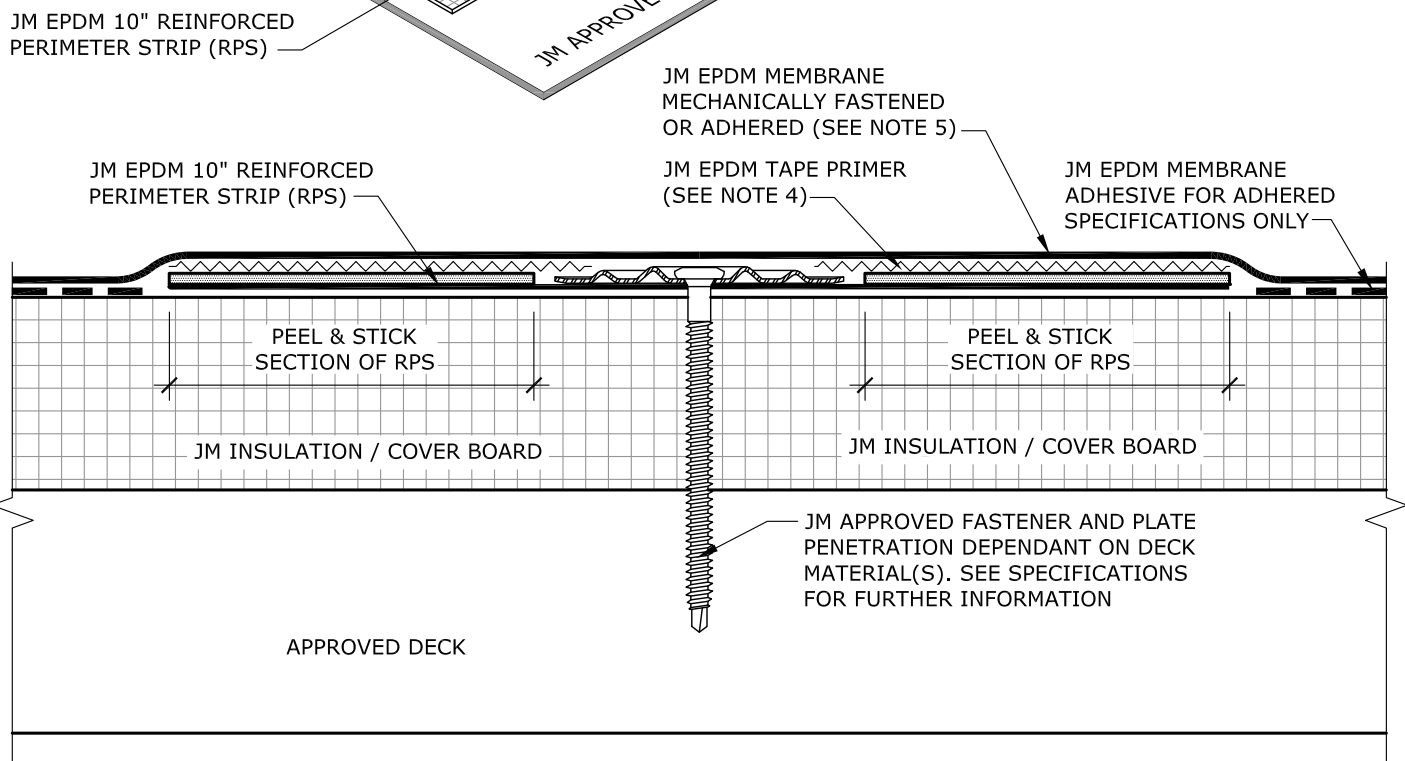 JM EPDM 10" REINFORCED
PERIMETER STRIP (RPS)
JM APPROVE
JM EPDM MEMBRANE
MECHANICALLY FASTENED
OR ADHERED (SEE NOTE 5)
JM EPDM 10" REINFORCED
PERIMETER STRIP (RPS)
JM EPDM TAPE PRIMER
(SEE NOTE 4)
JM EPDM MEMBRANE
ADHESIVE FOR ADHERED
SPECIFICATIONS ONLY
PEEL & STICK
SECTION OF RPS
PEEL & STICK
SECTION OF RPS
JM INSULATION / COVER BOARD
JM INSULATION / COVER BOARD
JM APPROVED FASTENER AND PLATE
PENETRATION DEPENDANT ON DECK
MATERIAL(S). SEE SPECIFICATIONS
FOR FURTHER INFORMATION
APPROVED DECK